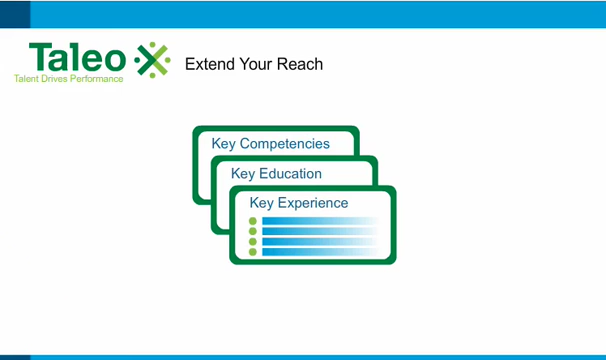 Taleo
Talent Drives Performance
Extend Your Reach
Key Competencies
Key Education
Key Experience